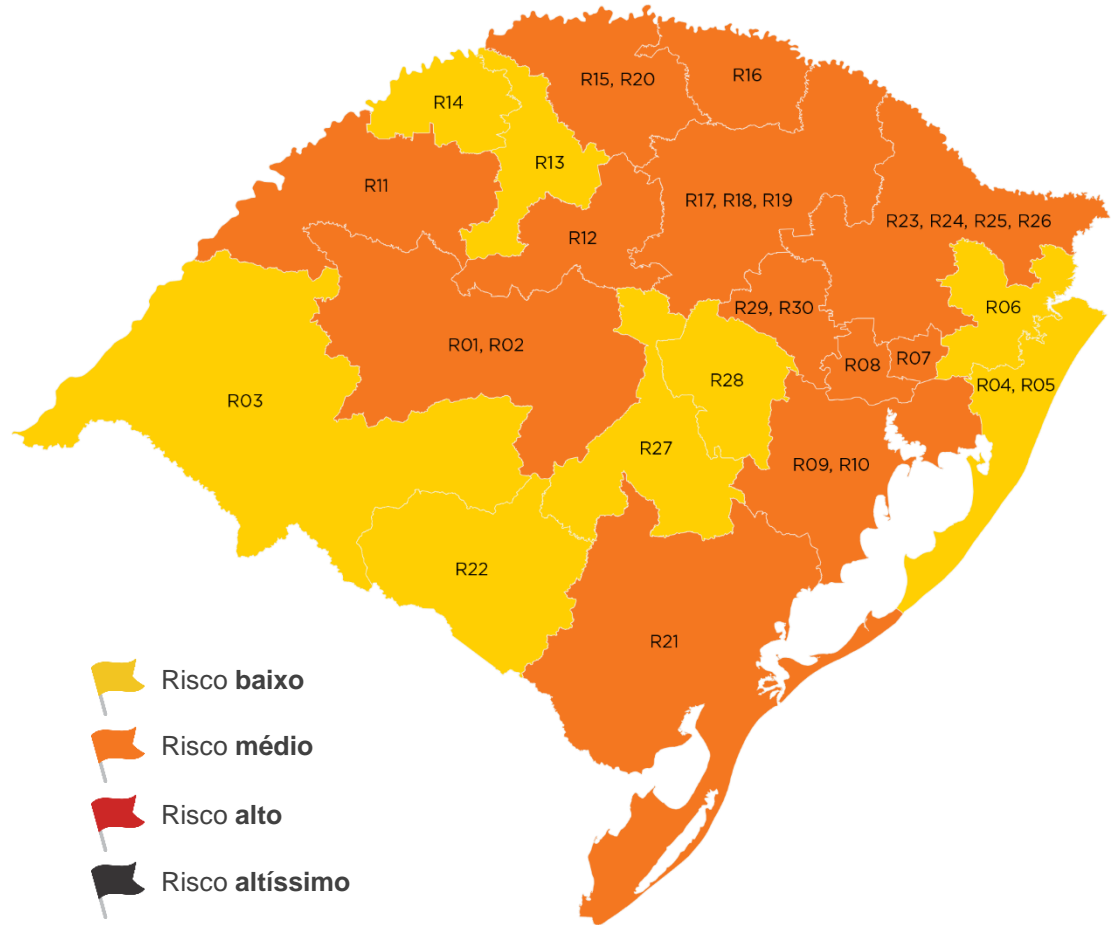 R15, R20
R16
R14
R13
R11
R17, R18, R19
R23, R24, R25, R26
R12
R29, R30
R06
R01, R02
R08
R07
R28
R04, R05
R03
R27
R09, R10
R22
R21
Risco baixo
Risco médio
Risco alto
Risco altíssimo